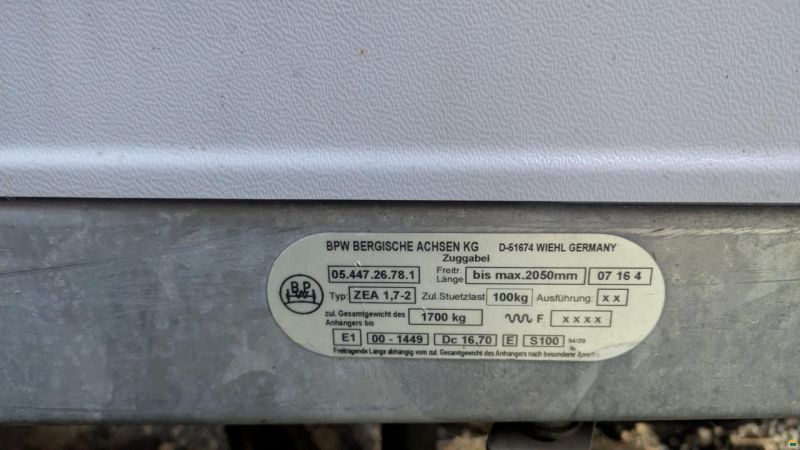 BPW BERGISCHE ACHSEN KG D-51674 WIEHL GERMANY
Zuggabel
05.447.26.78.1 Freitr. Länge bis max.2050mm 07 16 4
BPW
Typ: ZEA 1,7-2 Zul.Stuetzlast 100kg Ausführung: x x
zul. Gesamtgewicht des Anhängers bis 1700 kg F x x x x
E1 00 - 1449 Dc 16,70 E S100 94/20
Freitragende Länge abhängig vom zul. Gesamtgewicht des Anhängers nach besonderer